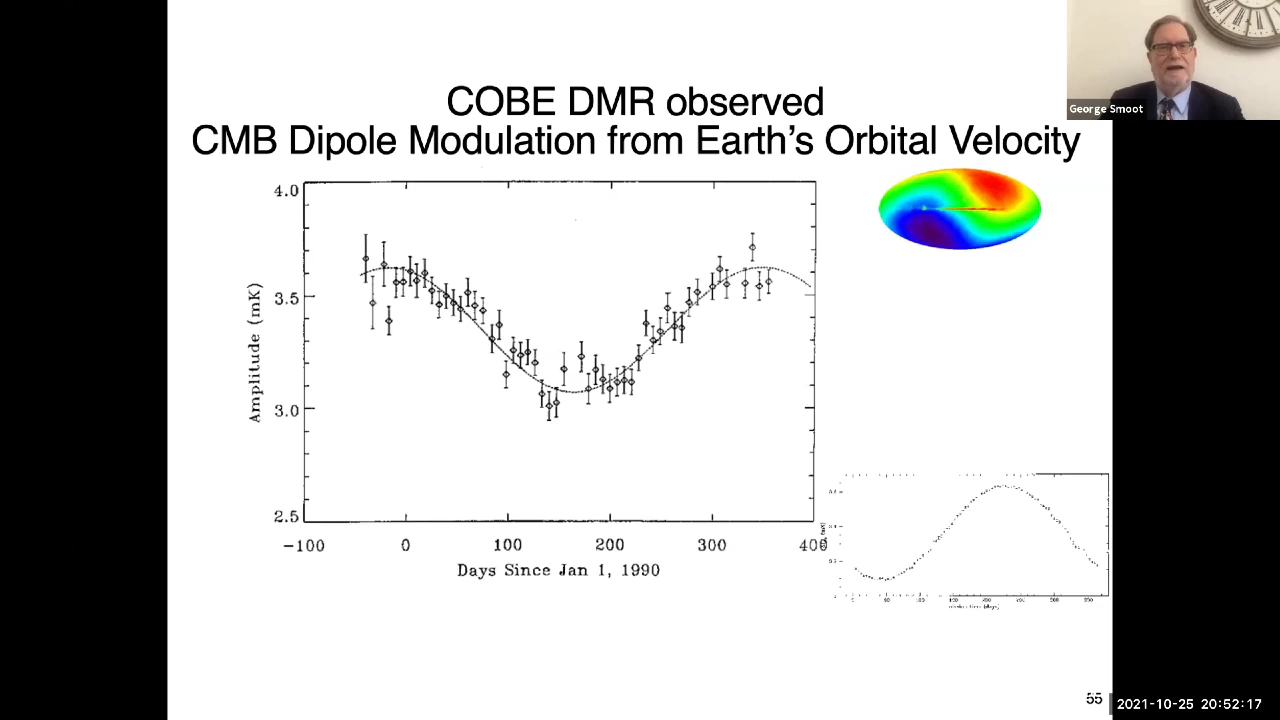 George Smoot
COBE DMR observed
CMB Dipole Modulation from Earth's Orbital Velocity
4.0
3.5
3.0
2.5
Amplitude (mK)
-100 0 100 200 300 400
Days Since Jan 1, 1990
55
2021-10-25 20:52:17